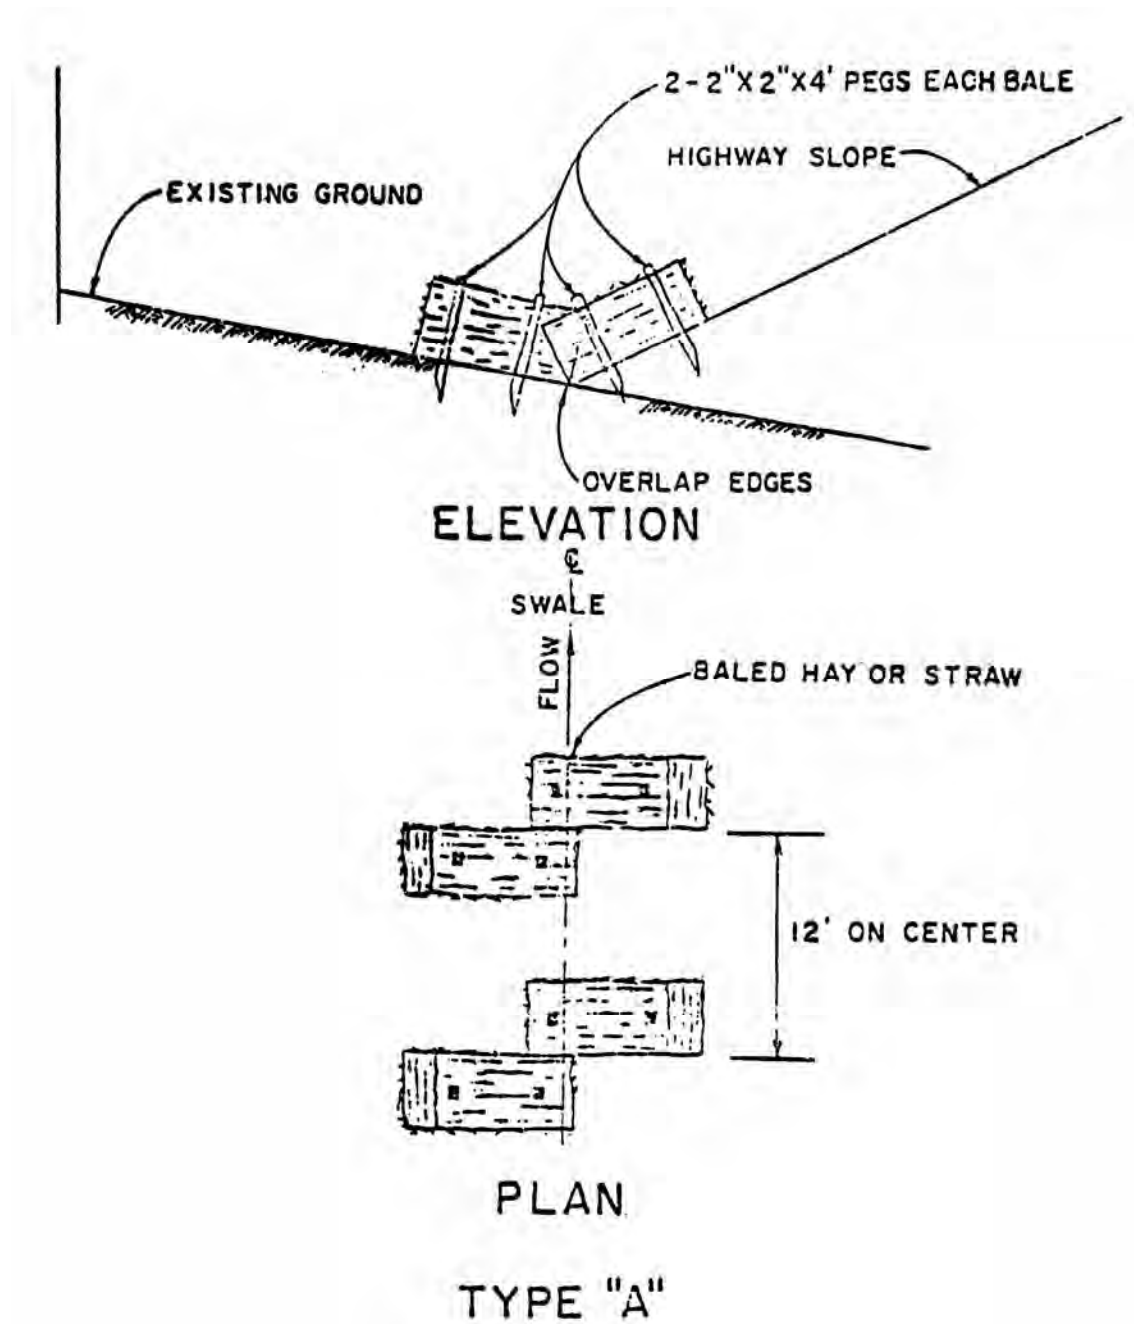 2-2"X2"X4' PEGS EACH BALE
HIGHWAY SLOPE
EXISTING GROUND
OVERLAP EDGES
ELEVATION
℄
SWALE
FLOW
BALED HAY OR STRAW
12' ON CENTER
PLAN
TYPE "A"